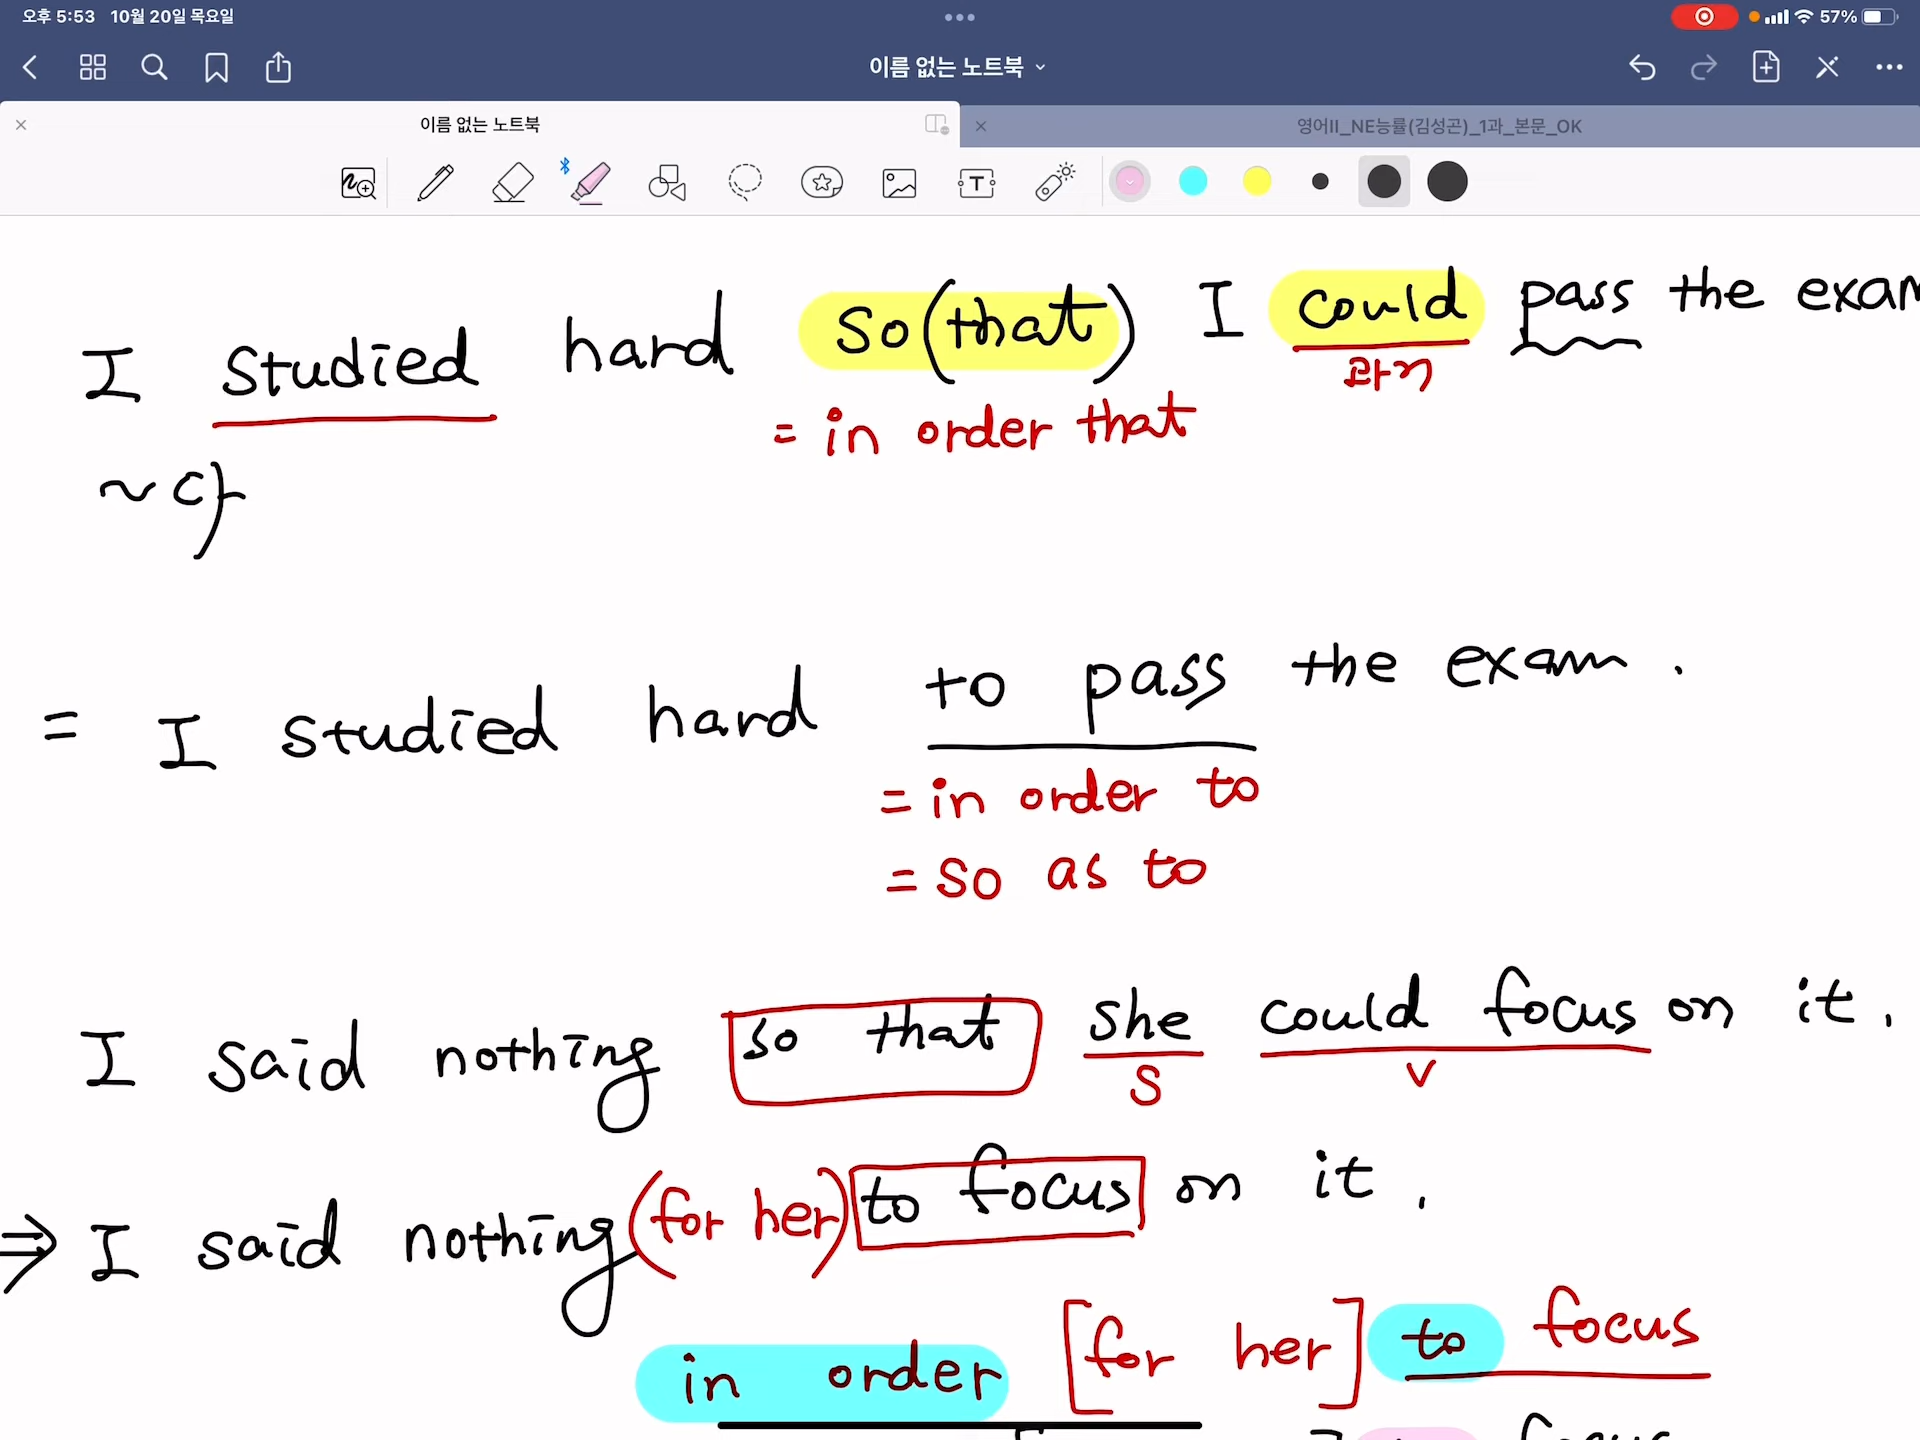 오후 5:53 10월 20일 목요일
57%
이름 없는 노트북
이름 없는 노트북
영어II_NE능률(김성곤)_1과_본문_OK
I studied hard so (that) I could pass the exam
과거
= in order that
= I studied hard to pass the exam.
= in order to
= so as to
I said nothing so that she could focus on it.
S V
⇒ I said nothing (for her) to focus on it.
in order [for her] to focus
focus